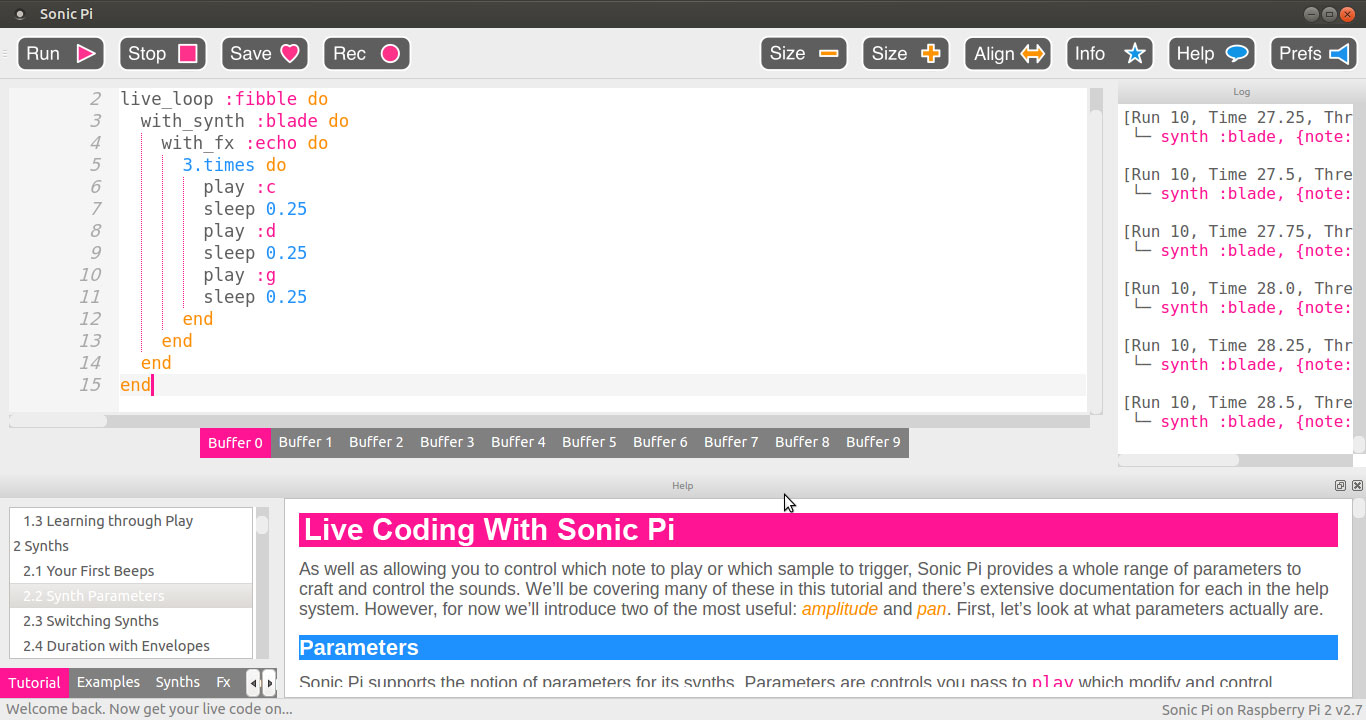 Sonic Pi
Run Stop Save Rec Size Size Align Info Help Prefs
2 live_loop :fibble do
3 with_synth :blade do
4 with_fx :echo do
5 3.times do
6 play :c
7 sleep 0.25
8 play :d
9 sleep 0.25
10 play :g
11 sleep 0.25
12 end
13 end
14 end
15 end
Buffer 0 Buffer 1 Buffer 2 Buffer 3 Buffer 4 Buffer 5 Buffer 6 Buffer 7 Buffer 8 Buffer 9
Log
[Run 10, Time 27.25, Thr
└─ synth :blade, {note:
[Run 10, Time 27.5, Thre
└─ synth :blade, {note:
[Run 10, Time 27.75, Thr
└─ synth :blade, {note:
[Run 10, Time 28.0, Thre
└─ synth :blade, {note:
[Run 10, Time 28.25, Thr
└─ synth :blade, {note:
[Run 10, Time 28.5, Thre
└─ synth :blade, {note:
Help
1.3 Learning through Play
2 Synths
2.1 Your First Beeps
2.2 Synth Parameters
2.3 Switching Synths
2.4 Duration with Envelopes
Tutorial Examples Synths Fx
Live Coding With Sonic Pi
As well as allowing you to control which note to play or which sample to trigger, Sonic Pi provides a whole range of parameters to
craft and control the sounds. We'll be covering many of these in this tutorial and there's extensive documentation for each in the help
system. However, for now we'll introduce two of the most useful: amplitude and pan. First, let's look at what parameters actually are.
Parameters
Sonic Pi supports the notion of parameters for its synths. Parameters are controls you pass to play which modify and control
Welcome back. Now get your live code on...
Sonic Pi on Raspberry Pi 2 v2.7